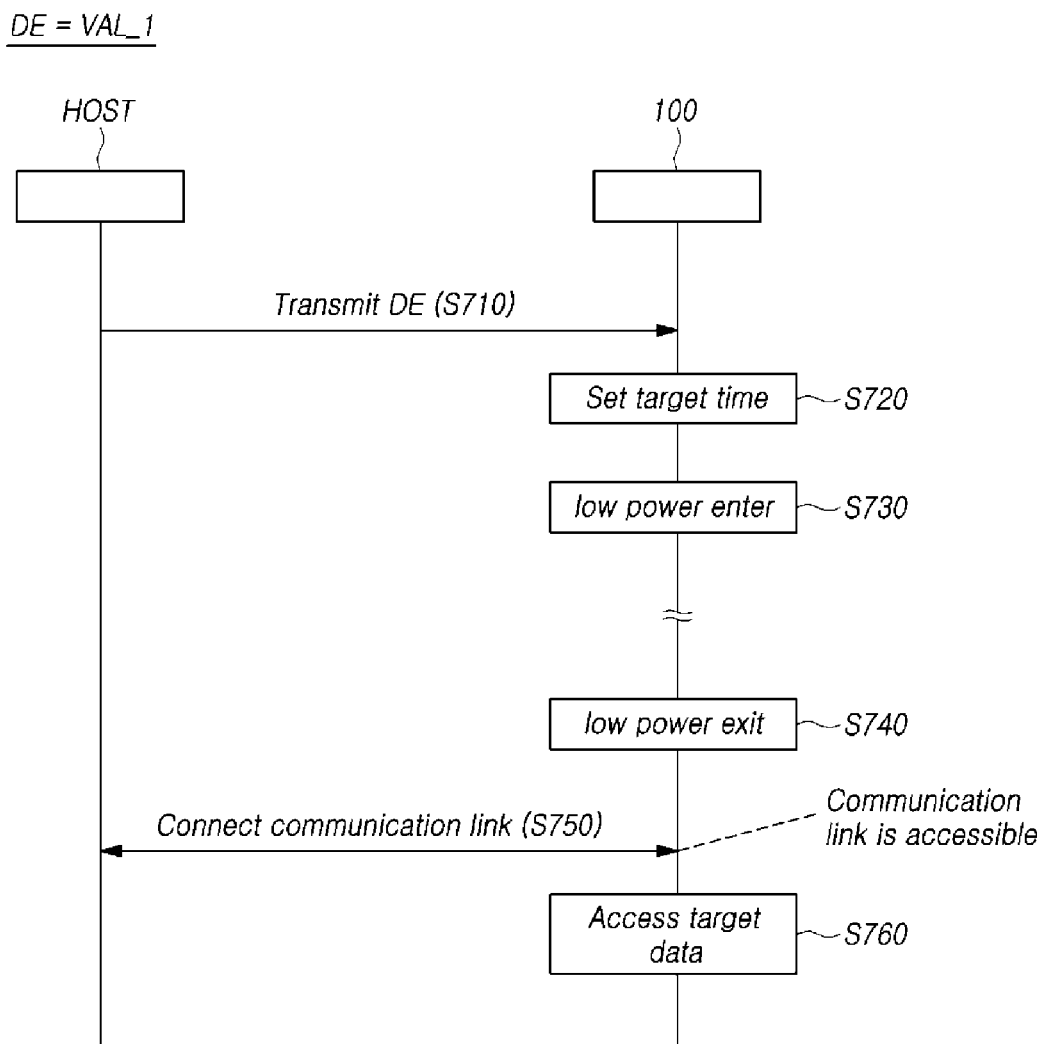 DE = VAL_1
HOST
100
Transmit DE (S710)
Set target time
S720
low power enter
S730
low power exit
S740
Connect communication link (S750)
Communication
link is accessible
Access target
data
S760